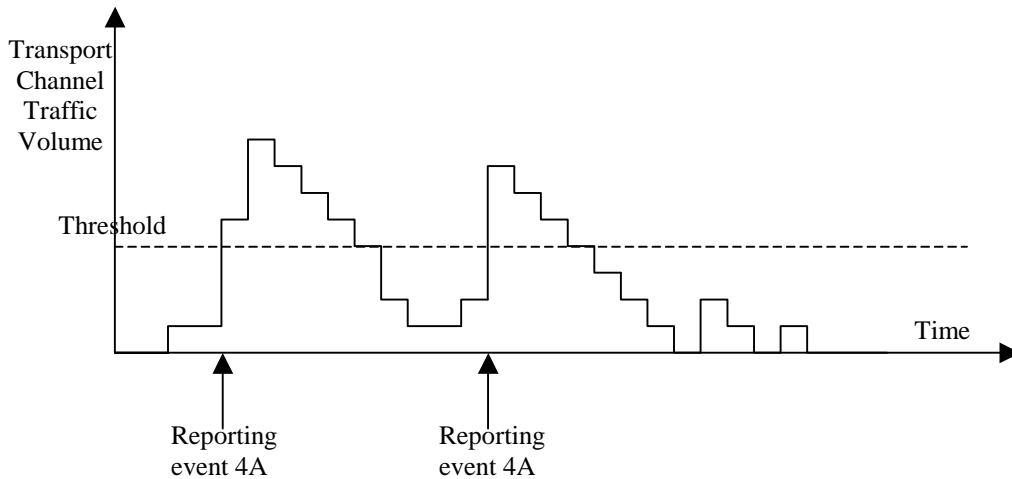 Transport
Channel
Traffic
Volume
Threshold
Time
Reporting
event 4A
Reporting
event 4A